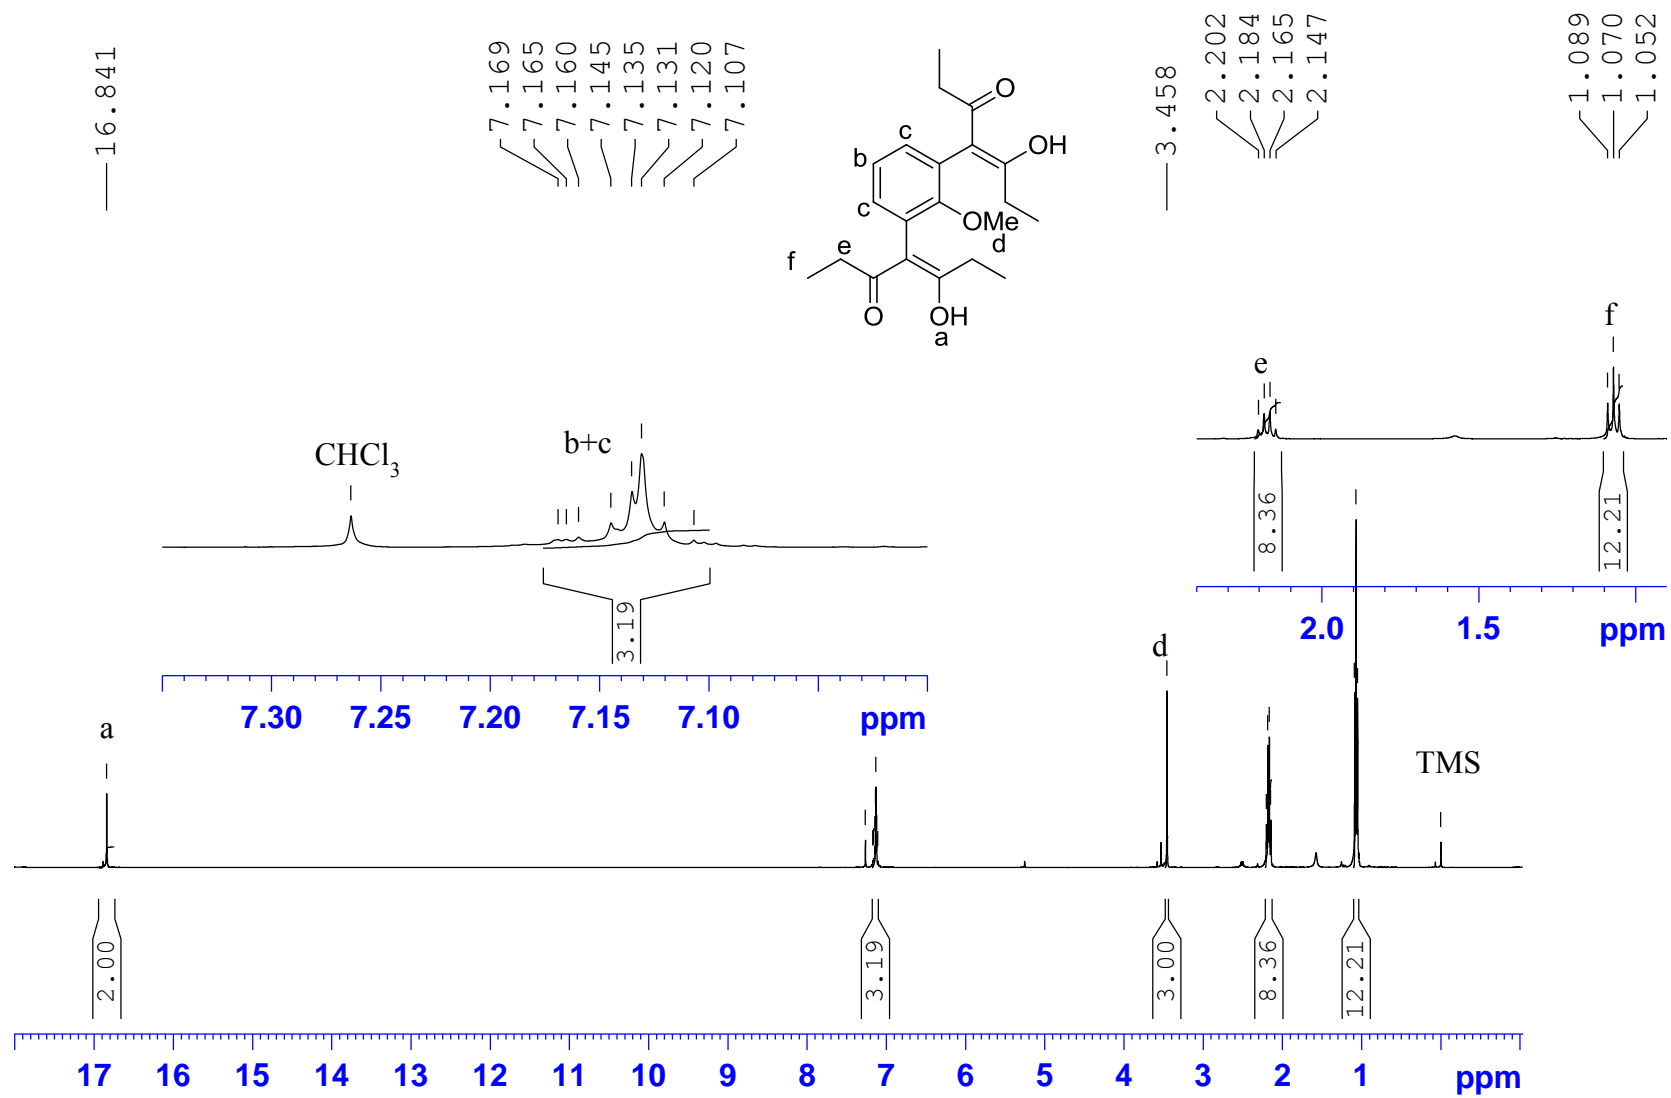 16.841
7.169
7.165
7.160
7.145
7.135
7.131
7.120
7.107
3.458
2.202
2.184
2.165
2.147
1.089
1.070
1.052
O
c
b
OH
c
OMe
d
e
f
O
OH
a
CHCl3
b+c
3.19
7.30 7.25 7.20 7.15 7.10 ppm
e
f
8.36
12.21
2.0 1.5 ppm
a
d
TMS
2.00
3.19
3.00
8.36
12.21
17 16 15 14 13 12 11 10 9 8 7 6 5 4 3 2 1 ppm